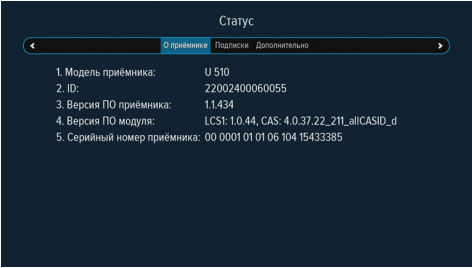 Статус
О приёмнике Подписки Дополнительно
1. Модель приёмника: U 510
2. ID: 22002400060055
3. Версия ПО приёмника: 1.1.434
4. Версия ПО модуля: LCS1: 1.0.44, CAS: 4.0.37.22_211_allCASID_d
5. Серийный номер приёмника: 00 0001 01 01 06 104 15433385